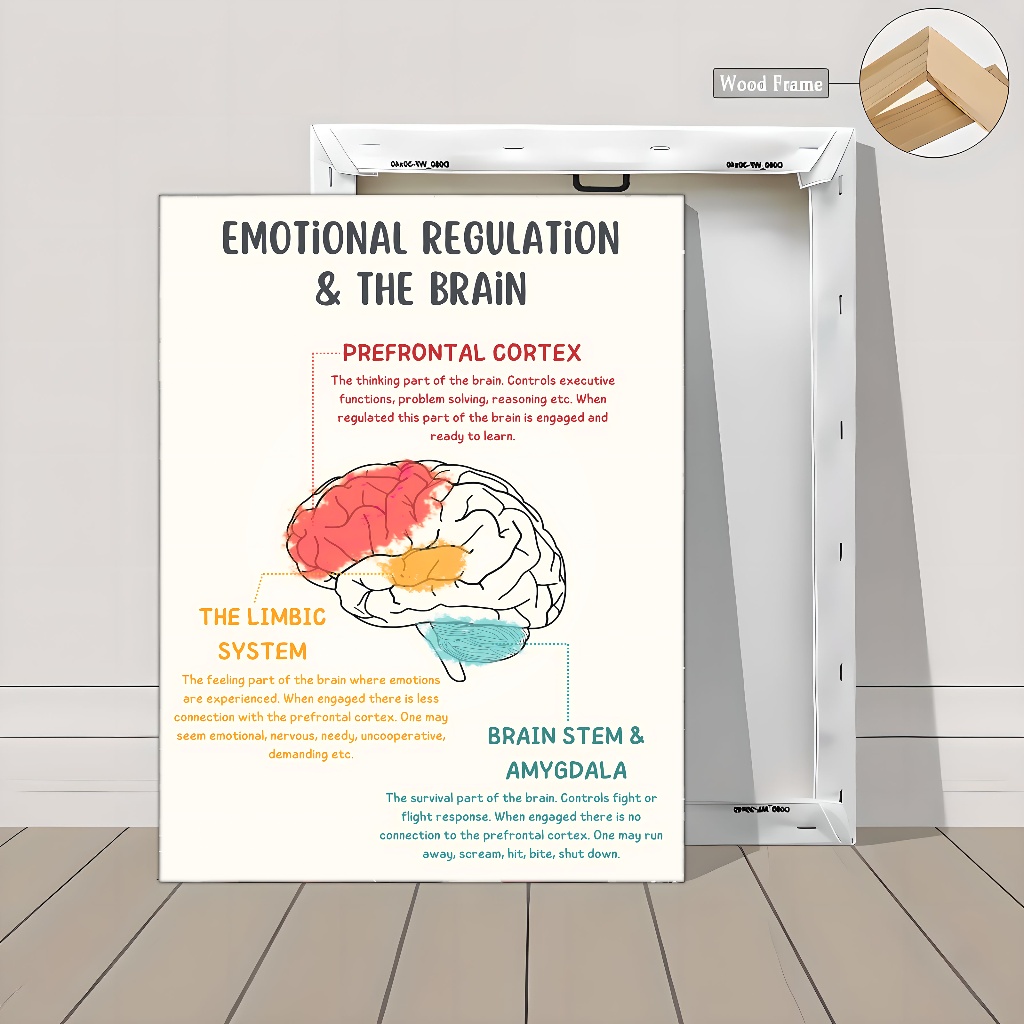 Wood Frame
EMOTiONAL REGULATiON
& THE BRAiN
PREFRONTAL CORTEX
The thinking part of the brain. Controls executive
functions, problem solving, reasoning etc. When
regulated this part of the brain is engaged and
ready to learn.
THE LIMBIC
SYSTEM
The feeling part of the brain where emotions
are experienced. When engaged there is less
connection with the prefrontal cortex. One may
seem emotional, nervous, needy, uncooperative,
demanding etc.
BRAIN STEM &
AMYGDALA
The survival part of the brain. Controls fight or
flight response. When engaged there is no
connection to the prefrontal cortex. One may run
away, scream, hit, bite, shut down.